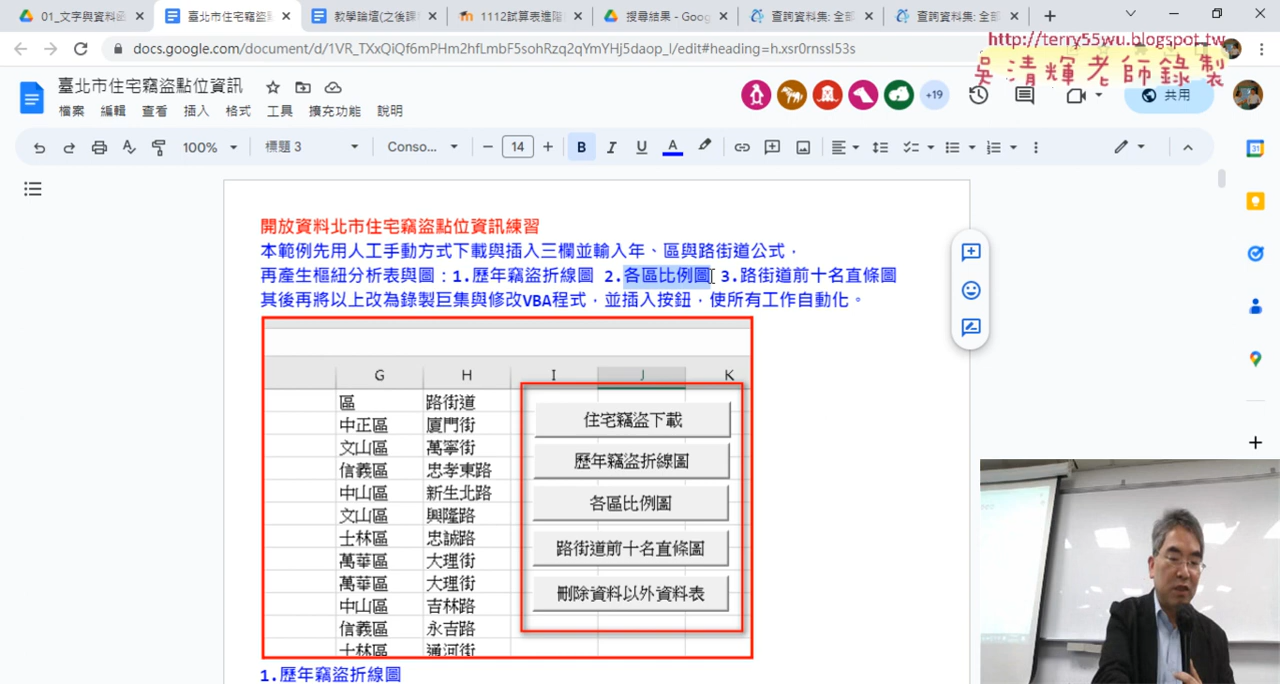 01_文字與資料函
臺北市住宅竊盜點
教學論壇(之後課
1112試算表進階
搜尋結果 - Goo
查詢資料集: 全部
查詢資料集: 全部
docs.google.com/document/d/1VR_TXxQiQf6mPHm2hfLmbF5sohRzq2qYmYHj5daop_I/edit#heading=h.xsr0rnssl53s
http://terry55wu.blogspot.tw
吳清輝老師錄製
臺北市住宅竊盜點位資訊
+19
共用
檔案 編輯 查看 插入 格式 工具 擴充功能 說明
100% 標題 3 Conso... 14 B I U A
31
開放資料北市住宅竊盜點位資訊練習
本範例先用人工手動方式下載與插入三欄並輸入年、區與路街道公式，
再產生樞紐分析表與圖：1.歷年竊盜折線圖 2.各區比例圖 3.路街道前十名直條圖
其後再將以上改為錄製巨集與修改VBA程式，並插入按鈕，使所有工作自動化。
G H I J K
區 路街道
中正區 廈門街
文山區 萬寧街
信義區 忠孝東路
中山區 新生北路
文山區 興隆路
士林區 忠誠路
萬華區 大理街
萬華區 大理街
中山區 吉林路
信義區 永吉路
士林區 通河街
住宅竊盜下載
歷年竊盜折線圖
各區比例圖
路街道前十名直條圖
刪除資料以外資料表
1.歷年竊盜折線圖